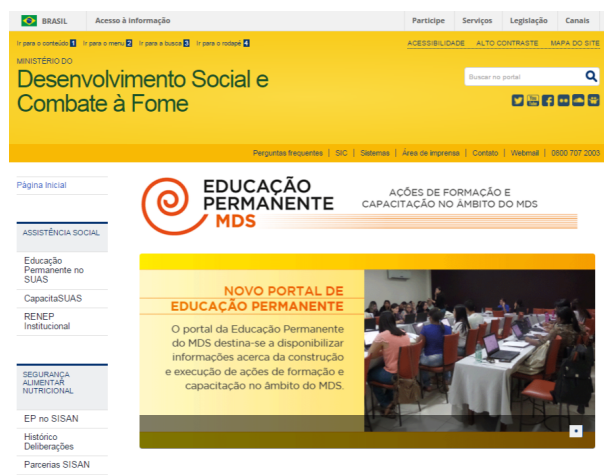 BRASIL Acesso à informação Participe Serviços Legislação Canais
Ir para o conteúdo 1 Ir para o menu 2 Ir para a busca 3 Ir para o rodapé 4 ACESSIBILIDADE ALTO CONTRASTE MAPA DO SITE
MINISTÉRIO DO
Desenvolvimento Social e
Combate à Fome
Buscar no portal
Perguntas frequentes | SIC | Sistemas | Área de imprensa | Contato | Webmail | 0800 707 2003
Página Inicial
ASSISTÊNCIA SOCIAL
Educação
Permanente no
SUAS
CapacitaSUAS
RENEP
Institucional
SEGURANÇA
ALIMENTAR
NUTRICIONAL
EP no SISAN
Histórico
Deliberações
Parcerias SISAN
EDUCAÇÃO
PERMANENTE
MDS
AÇÕES DE FORMAÇÃO E
CAPACITAÇÃO NO ÂMBITO DO MDS
NOVO PORTAL DE
EDUCAÇÃO PERMANENTE
O portal da Educação Permanente
do MDS destina-se a disponibilizar
informações acerca da construção
e execução de ações de formação e
capacitação no âmbito do MDS.